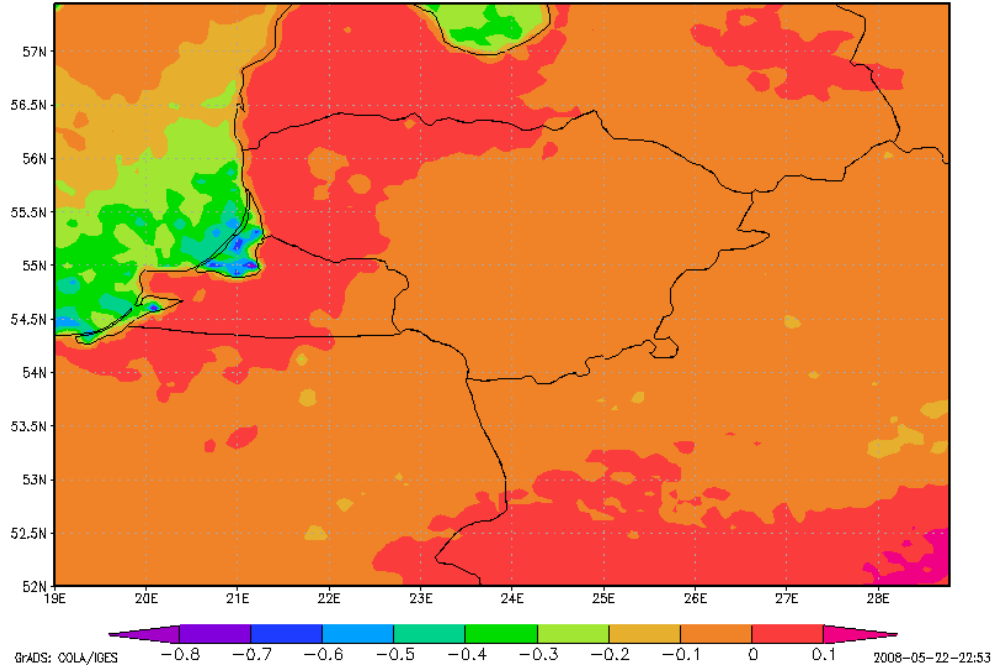 57N
56.5N
56N
55.5N
55N
54.5N
54N
53.5N
53N
52.5N
52N
19E 20E 21E 22E 23E 24E 25E 26E 27E 28E
-0.8 -0.7 -0.6 -0.5 -0.4 -0.3 -0.2 -0.1 0 0.1
GrADS: COLA/IGES 2008-05-22-22:53